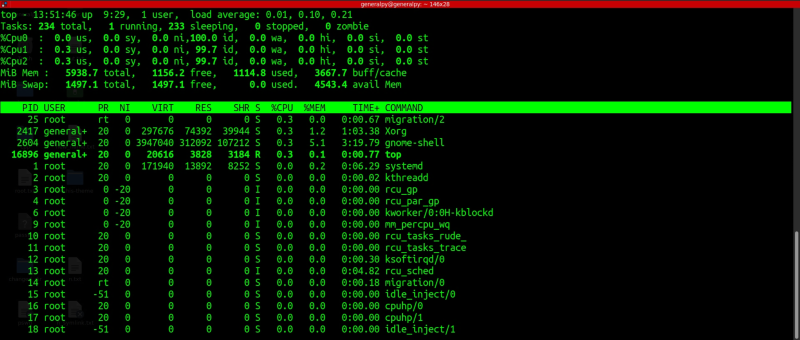 generalpy@generalpy: ~ 146x28
top - 13:51:46 up  9:29,  1 user,  load average: 0.01, 0.10, 0.21
Tasks: 234 total,   1 running, 233 sleeping,   0 stopped,   0 zombie
%Cpu0  :  0.0 us,  0.0 sy,  0.0 ni,100.0 id,  0.0 wa,  0.0 hi,  0.0 si,  0.0 st
%Cpu1  :  0.3 us,  0.0 sy,  0.0 ni, 99.7 id,  0.0 wa,  0.0 hi,  0.0 si,  0.0 st
%Cpu2  :  0.3 us,  0.0 sy,  0.0 ni, 99.7 id,  0.0 wa,  0.0 hi,  0.0 si,  0.0 st
MiB Mem :   5938.7 total,   1156.2 free,   1114.8 used,   3667.7 buff/cache
MiB Swap:   1497.1 total,   1497.1 free,      0.0 used.   4543.4 avail Mem
PID USER      PR  NI    VIRT    RES    SHR S  %CPU  %MEM     TIME+ COMMAND
25 root      rt   0       0      0      0 S   0.3   0.0   0:00.67 migration/2
2417 general+  20   0  297676  74392  39944 S   0.3   1.2   1:03.38 Xorg
2604 general+  20   0 3947040 312092 107212 S   0.3   5.1   3:19.79 gnome-shell
16896 general+  20   0   20616   3828   3184 R   0.3   0.1   0:00.77 top
1 root      20   0  171940  13892   8252 S   0.0   0.2   0:06.29 systemd
2 root      20   0       0      0      0 S   0.0   0.0   0:00.02 kthreadd
3 root       0 -20       0      0      0 I   0.0   0.0   0:00.00 rcu_gp
4 root       0 -20       0      0      0 I   0.0   0.0   0:00.00 rcu_par_gp
6 root       0 -20       0      0      0 I   0.0   0.0   0:00.00 kworker/0:0H-kblockd
9 root       0 -20       0      0      0 I   0.0   0.0   0:00.00 mm_percpu_wq
10 root      20   0       0      0      0 S   0.0   0.0   0:00.00 rcu_tasks_rude_
11 root      20   0       0      0      0 S   0.0   0.0   0:00.00 rcu_tasks_trace
12 root      20   0       0      0      0 S   0.0   0.0   0:00.30 ksoftirqd/0
13 root      20   0       0      0      0 I   0.0   0.0   0:04.82 rcu_sched
14 root      rt   0       0      0      0 S   0.0   0.0   0:00.18 migration/0
15 root     -51   0       0      0      0 S   0.0   0.0   0:00.00 idle_inject/0
16 root      20   0       0      0      0 S   0.0   0.0   0:00.00 cpuhp/0
17 root      20   0       0      0      0 S   0.0   0.0   0:00.00 cpuhp/1
18 root     -51   0       0      0      0 S   0.0   0.0   0:00.00 idle_inject/1